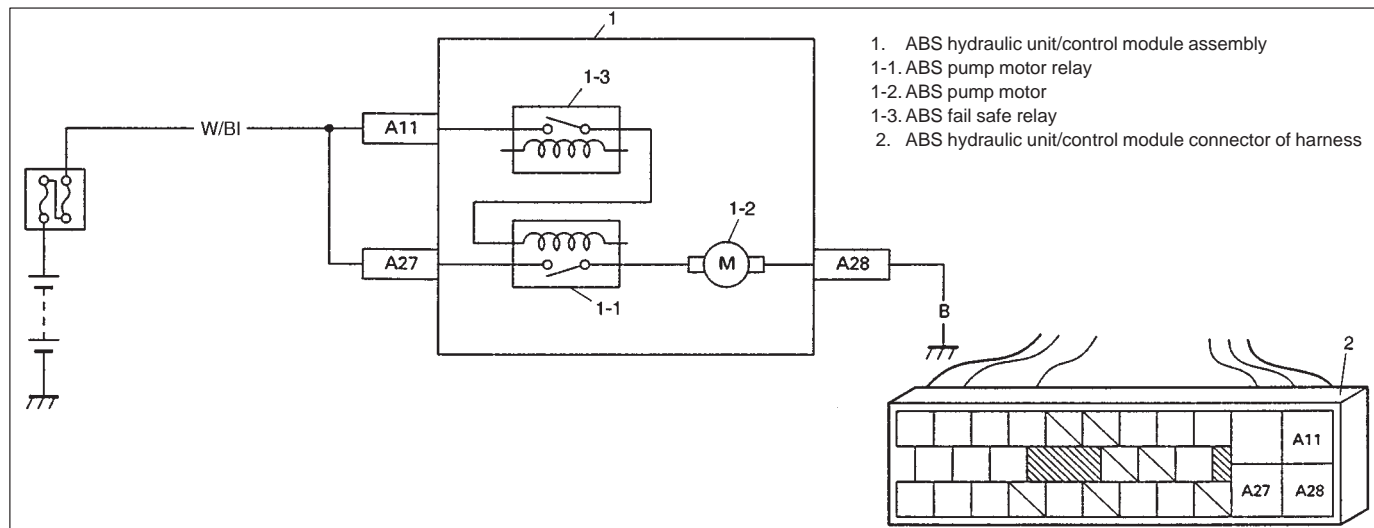 1
1. ABS hydraulic unit/control module assembly
1-1. ABS pump motor relay
1-2. ABS pump motor
1-3. ABS fail safe relay
2. ABS hydraulic unit/control module connector of harness
1-3
W/Bl
A11
1-2
A27
M
A28
1-1
B
2
A11
A27
A28